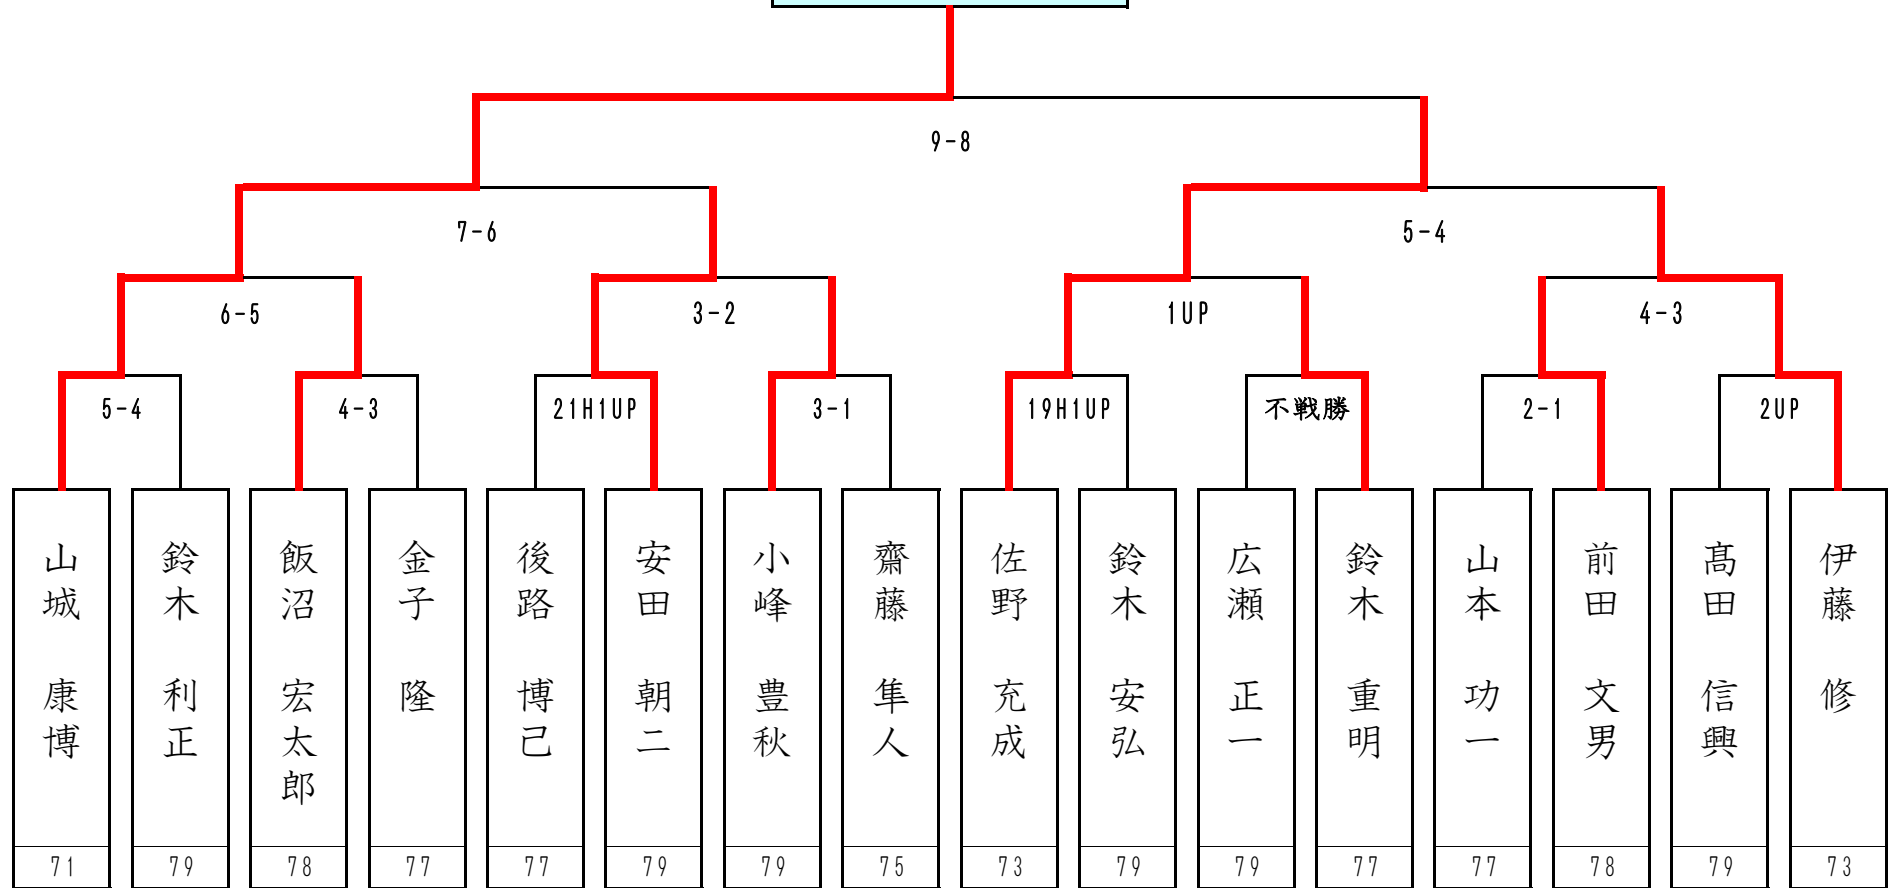 9-8
7-6
5-4
6-5
3-2
1UP
4-3
5-4
4-3
21H1UP
3-1
19H1UP
不戦勝
2-1
2UP
山城 康博
鈴木 利正
飯沼 宏太郎
金子 隆
後路 博己
安田 朝二
小峰 豊秋
齋藤 隼人
佐野 充成
鈴木 安弘
広瀬 正一
鈴木 重明
山本 功一
前田 文男
髙田 信興
伊藤 修
71
79
78
77
77
79
79
75
73
79
79
77
77
78
79
73